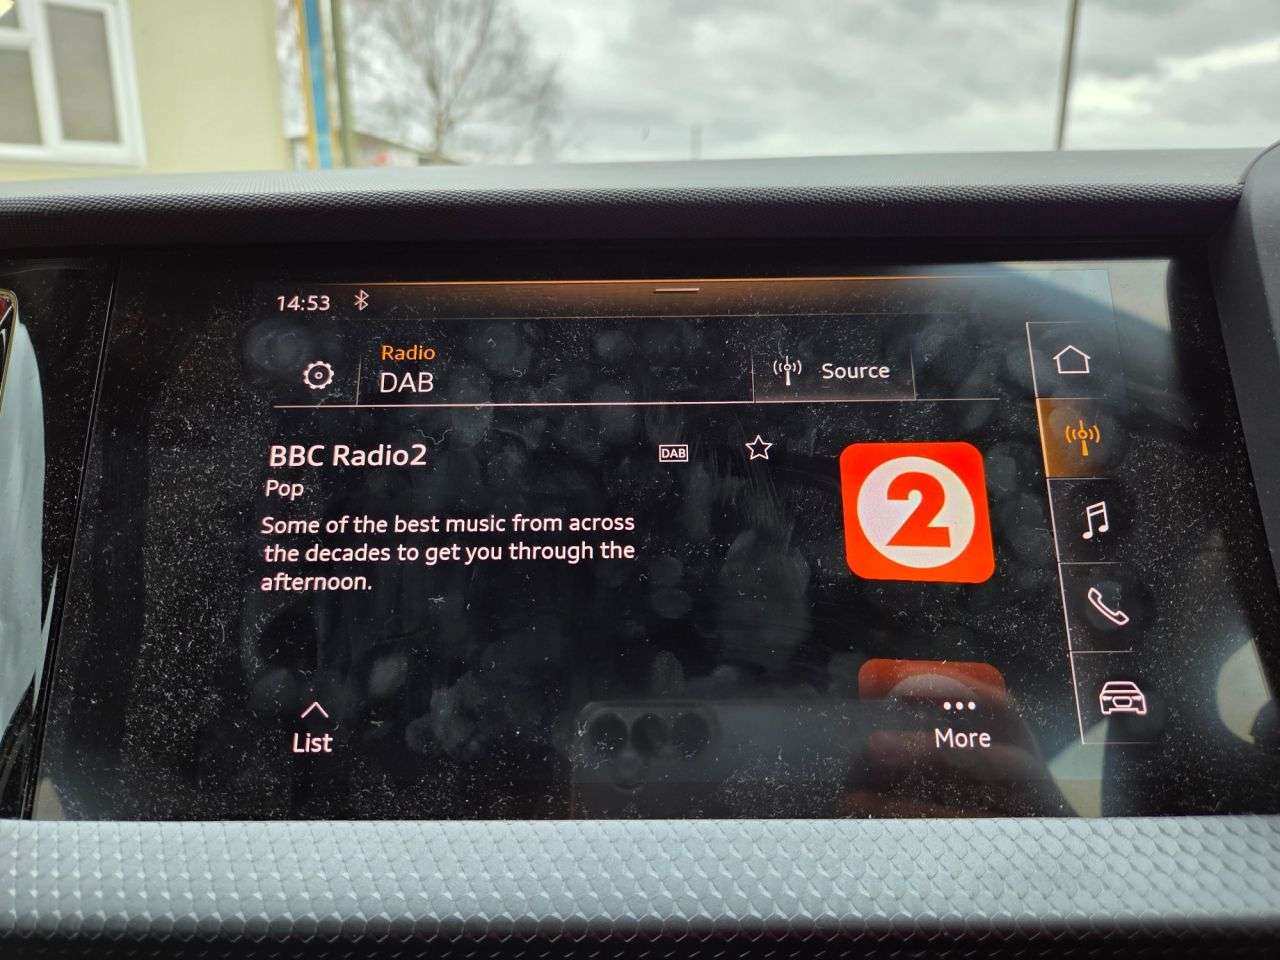 14:53
Radio
DAB
Source
BBC Radio2
DAB
Pop
Some of the best music from across
the decades to get you through the
afternoon.
2
List
More